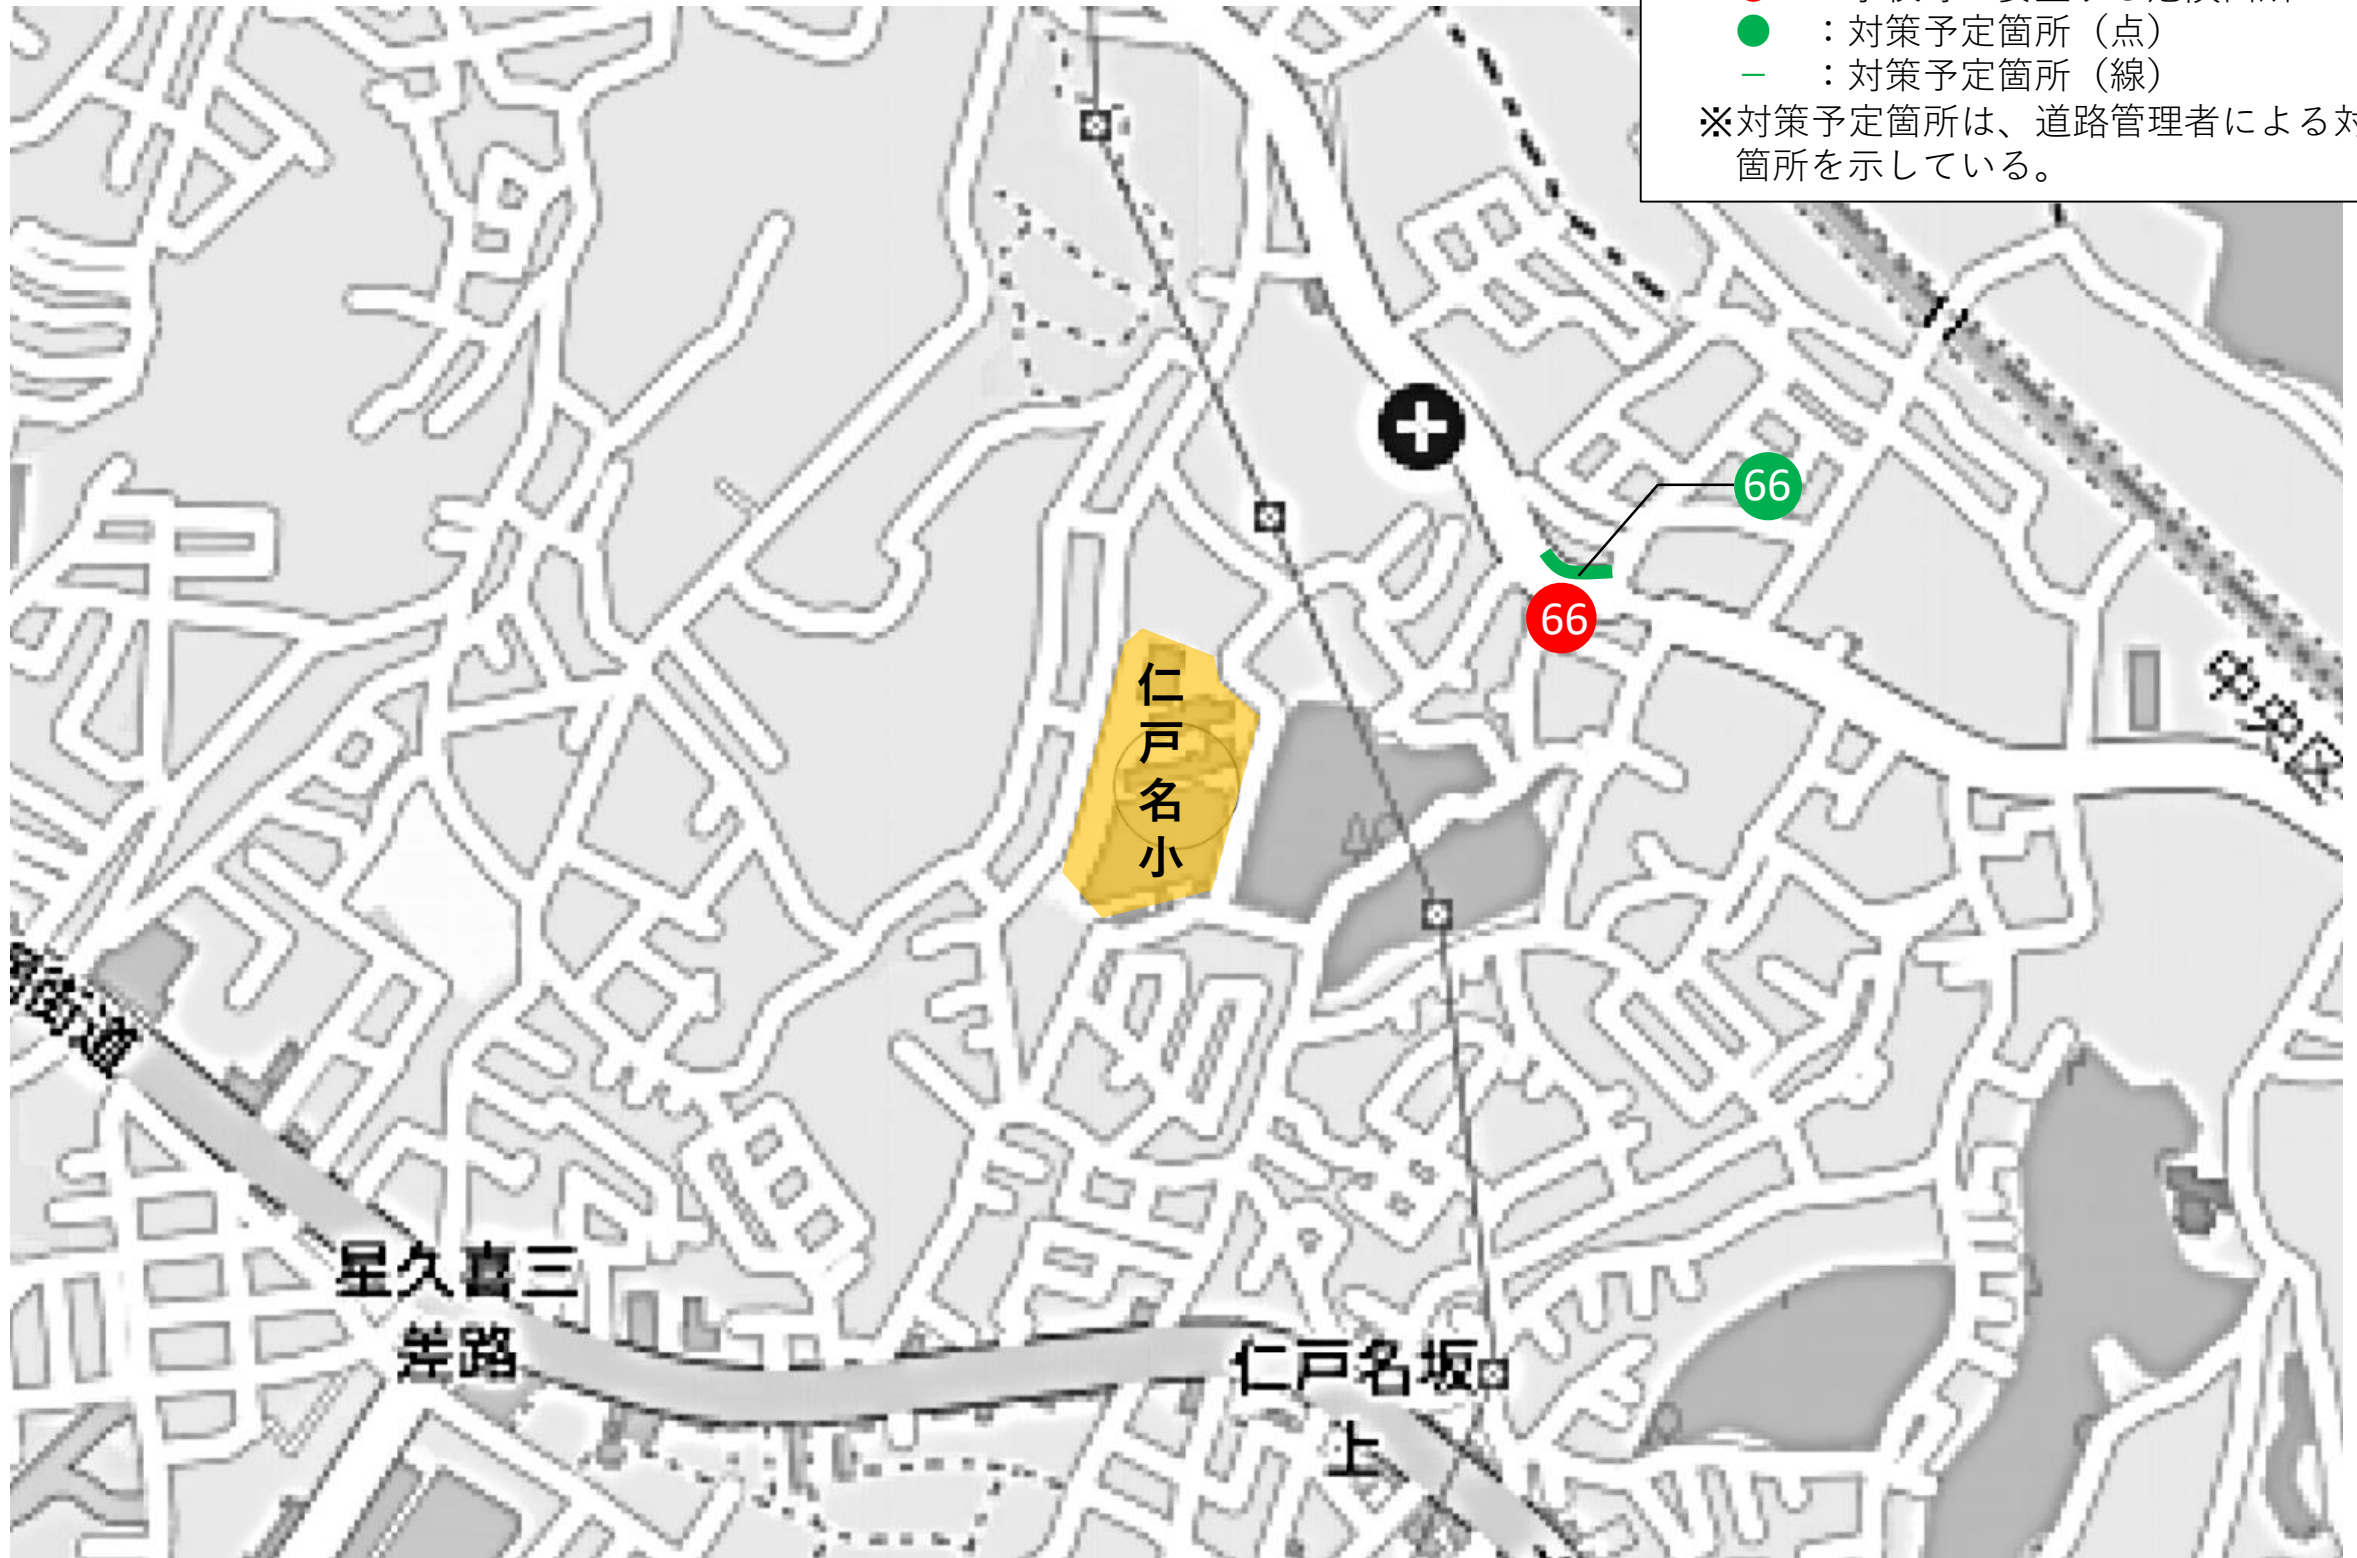 ：対策予定箇所（点）
：対策予定箇所（線）
※対策予定箇所は、道路管理者による対
箇所を示している。
66
66
仁戸名小
中央区
街道
星久喜三
差路
仁戸名坂
上